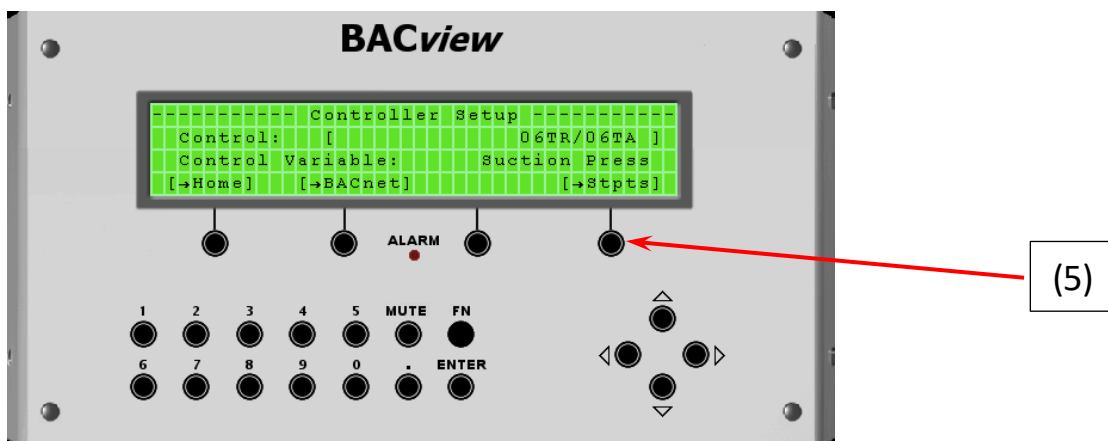 BACview
----------- Controller Setup -----------
Control: [ 06TR/06TA ]
Control Variable: Suction Press
[→Home] [→BACnet] [→Stpts]
ALARM
(5)
1 2 3 4 5 MUTE FN
6 7 8 9 0 . ENTER